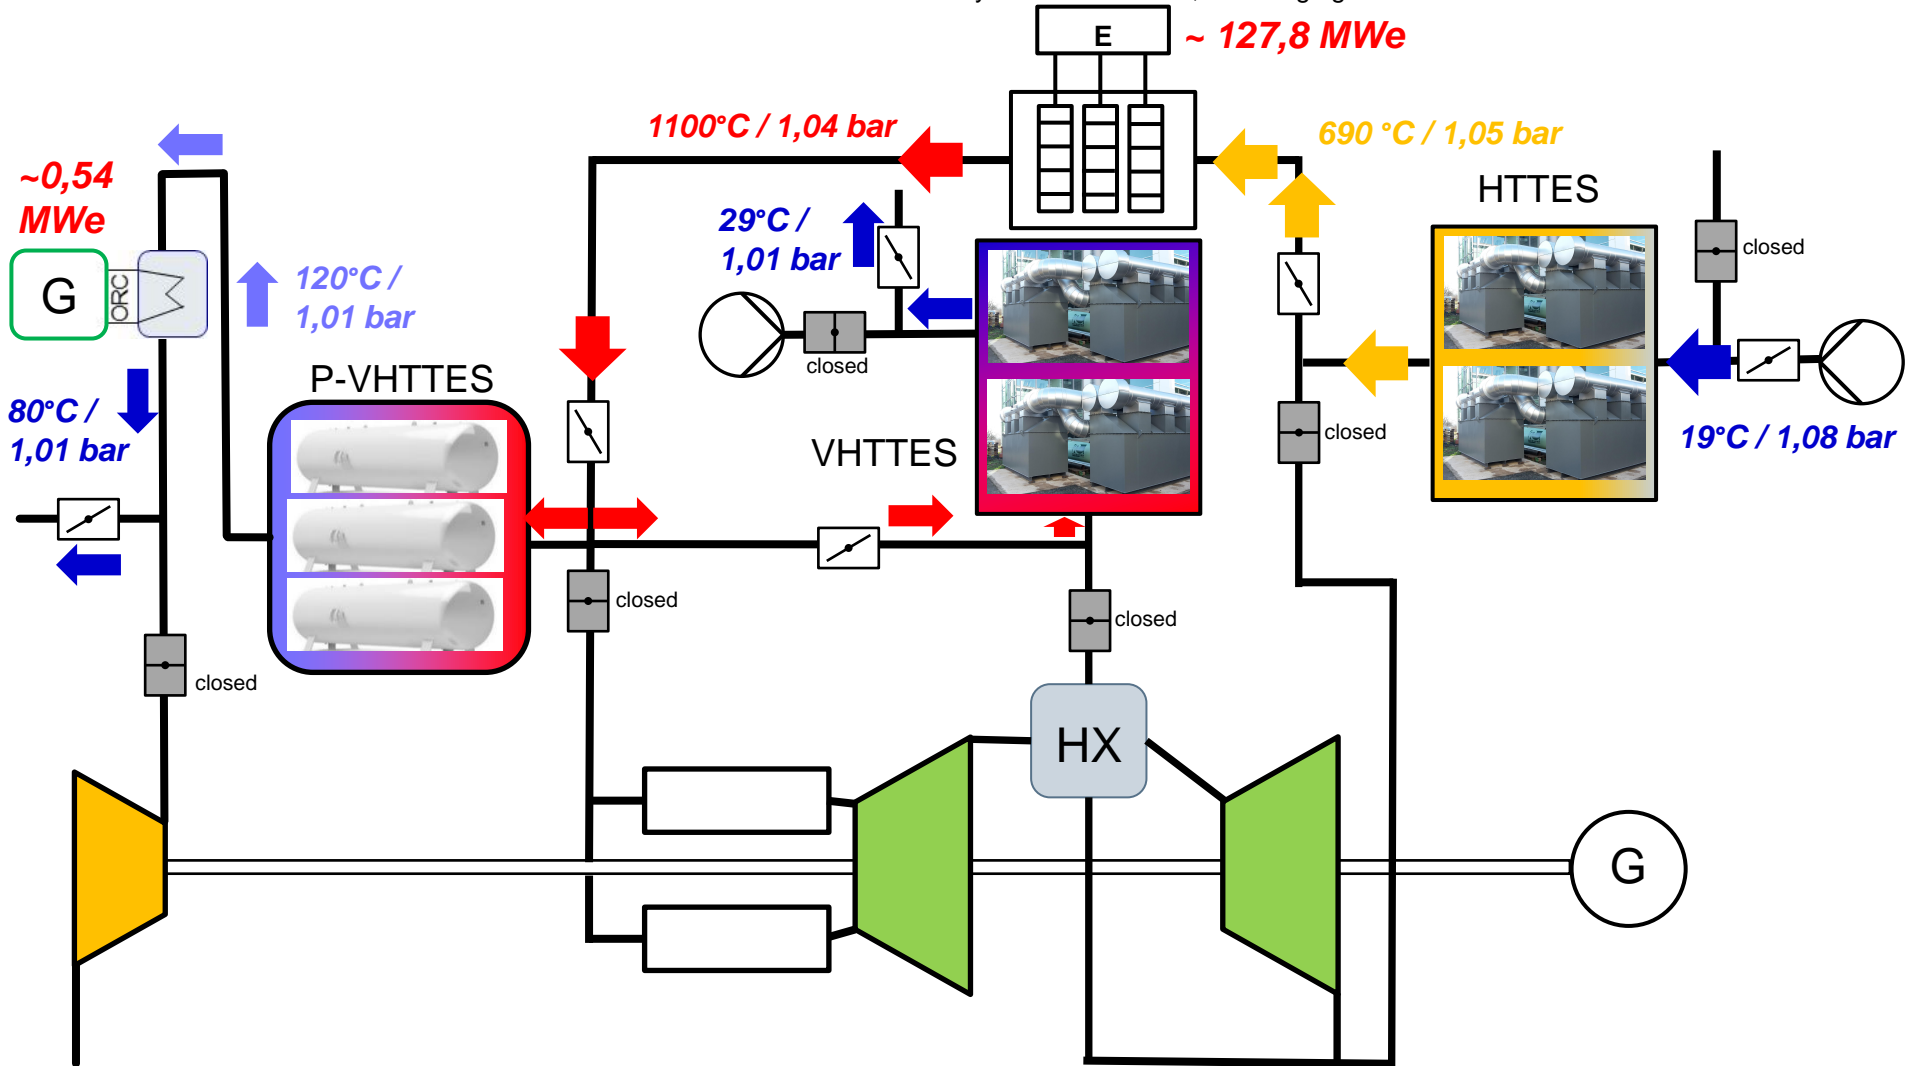 E
~ 127,8 MWe
1100°C / 1,04 bar
690 °C / 1,05 bar
HTTES
~0,54
MWe
29°C /
1,01 bar
closed
G
ORC
120°C /
1,01 bar
closed
P-VHTTES
80°C /
1,01 bar
VHTTES
closed
19°C / 1,08 bar
closed
closed
closed
HX
G